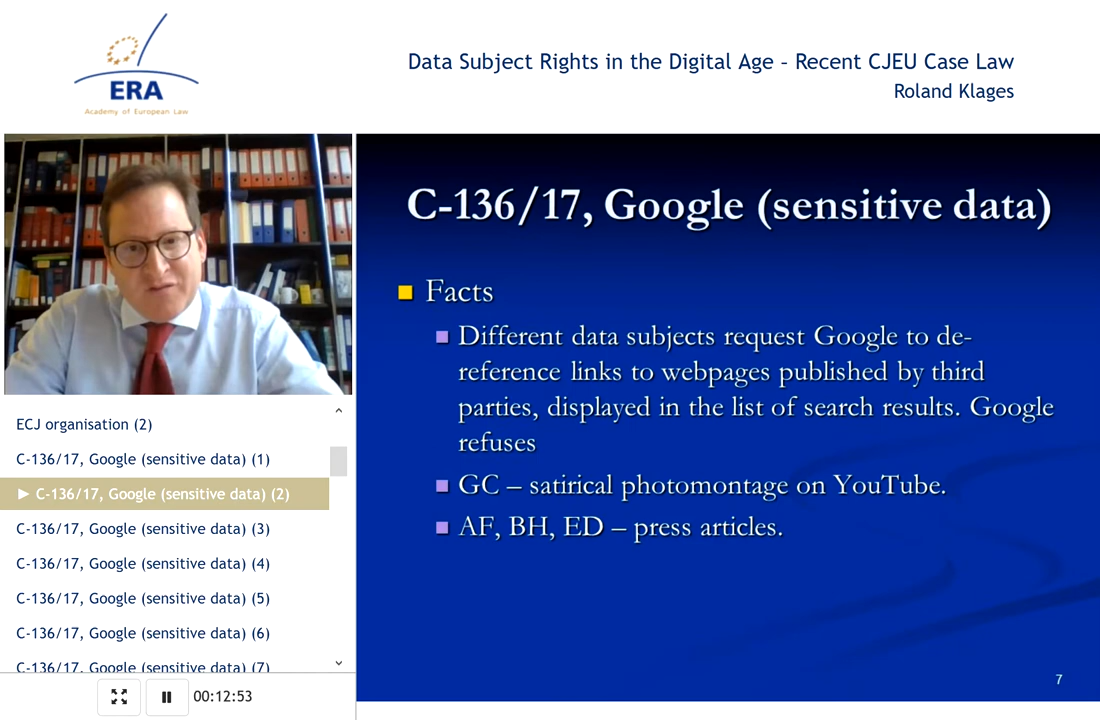 ERA
Academy of European Law
Data Subject Rights in the Digital Age - Recent CJEU Case Law
Roland Klages
C-136/17, Google (sensitive data)
Facts
Different data subjects request Google to de-
reference links to webpages published by third
parties, displayed in the list of search results. Google
refuses
GC – satirical photomontage on YouTube.
AF, BH, ED – press articles.
7
ECJ organisation (2)
C-136/17, Google (sensitive data) (1)
► C-136/17, Google (sensitive data) (2)
C-136/17, Google (sensitive data) (3)
C-136/17, Google (sensitive data) (4)
C-136/17, Google (sensitive data) (5)
C-136/17, Google (sensitive data) (6)
C-136/17, Google (sensitive data) (7)
00:12:53